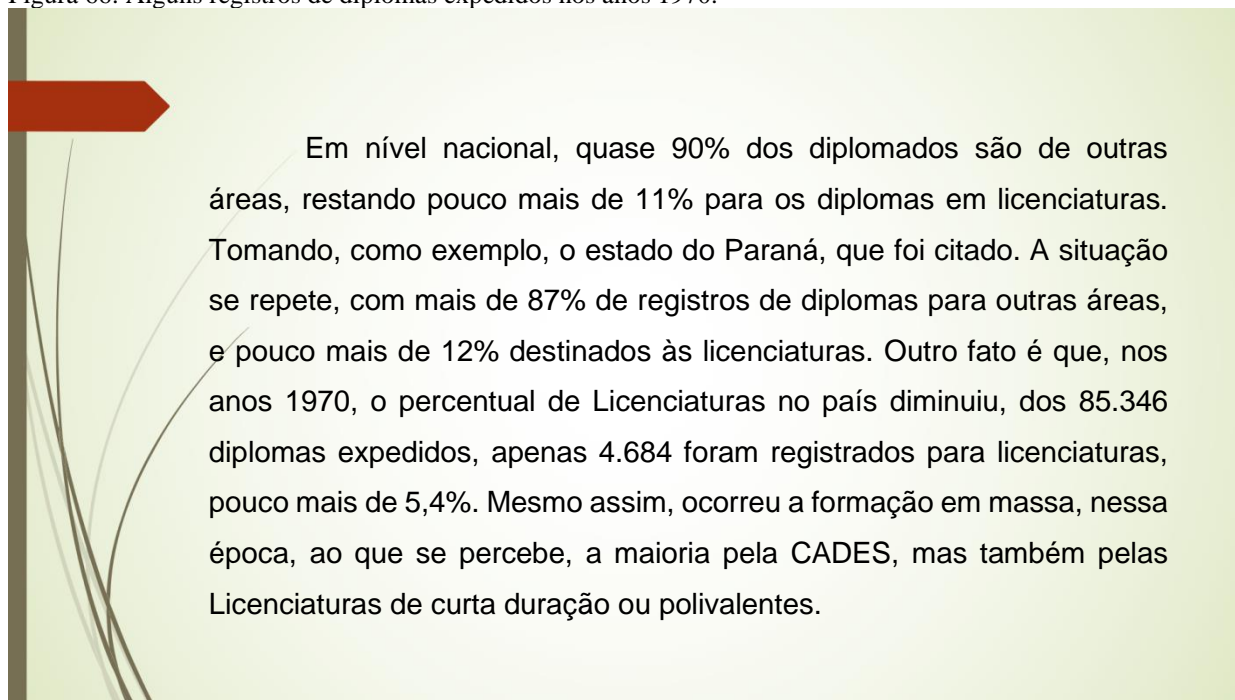 Figura 68: Alguns registros de diplomas expedidos nos anos 1970.
Em nível nacional, quase 90% dos diplomados são de outras
áreas, restando pouco mais de 11% para os diplomas em licenciaturas.
Tomando, como exemplo, o estado do Paraná, que foi citado. A situação
se repete, com mais de 87% de registros de diplomas para outras áreas,
e pouco mais de 12% destinados às licenciaturas. Outro fato é que, nos
anos 1970, o percentual de Licenciaturas no país diminuiu, dos 85.346
diplomas expedidos, apenas 4.684 foram registrados para licenciaturas,
pouco mais de 5,4%. Mesmo assim, ocorreu a formação em massa, nessa
época, ao que se percebe, a maioria pela CADES, mas também pelas
Licenciaturas de curta duração ou polivalentes.